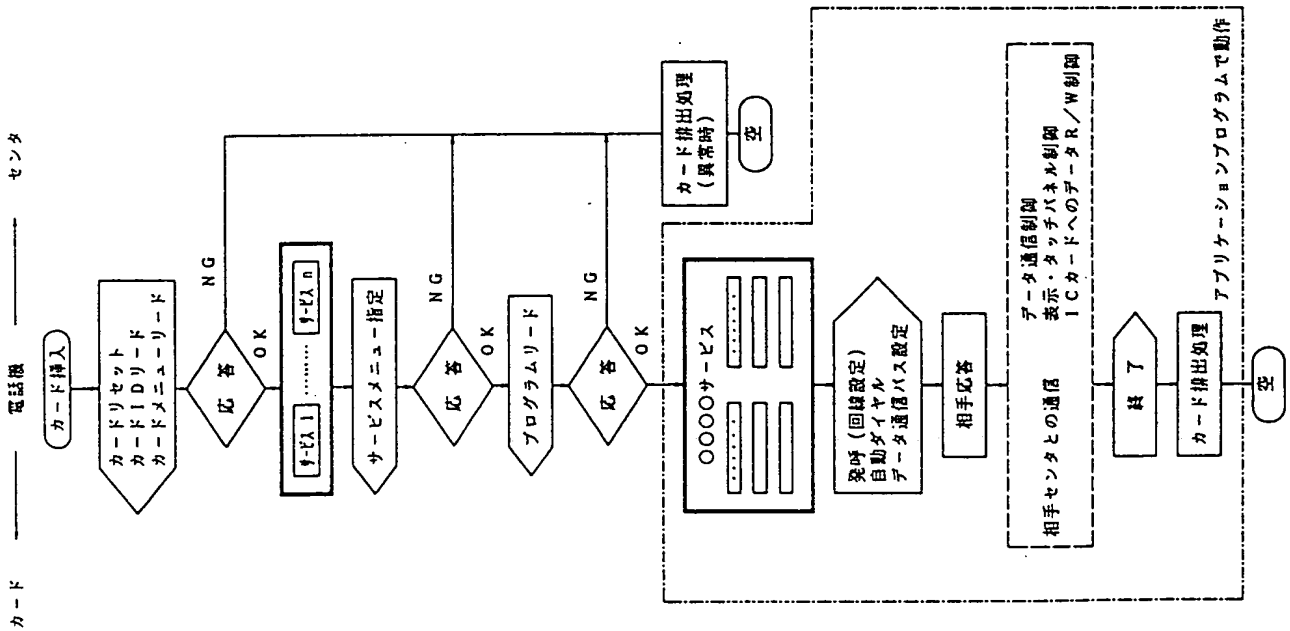 カード ← 電話機 → センタ
カード挿入
カードリセット
カードIDリード
カードメニューリード
応答
NG
OK
サービス1 ……… サービスn
サービスメニュー指定
応答
NG
OK
プログラムリード
応答
NG
OK
カード排出処理
(異常時)
空
○○○○サービス
発呼(回線設定)
自動ダイヤル
データ通信パス設定
相手応答
データ通信制御
表示・タッチパネル制御
相手センタとの通信 ICカードへのデータR/W制御
終了
カード排出処理
アプリケーションプログラムで動作
空